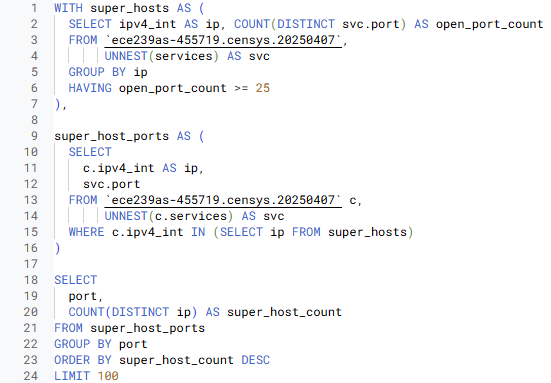 1 WITH super_hosts AS (
2 SELECT ipv4_int AS ip, COUNT(DISTINCT svc.port) AS open_port_count
3 FROM `ece239as-455719.censys.20250407`,
4 UNNEST(services) AS svc
5 GROUP BY ip
6 HAVING open_port_count >= 25
7 ),
8
9 super_host_ports AS (
10 SELECT
11 c.ipv4_int AS ip,
12 svc.port
13 FROM `ece239as-455719.censys.20250407` c,
14 UNNEST(c.services) AS svc
15 WHERE c.ipv4_int IN (SELECT ip FROM super_hosts)
16 )
17
18 SELECT
19 port,
20 COUNT(DISTINCT ip) AS super_host_count
21 FROM super_host_ports
22 GROUP BY port
23 ORDER BY super_host_count DESC
24 LIMIT 100